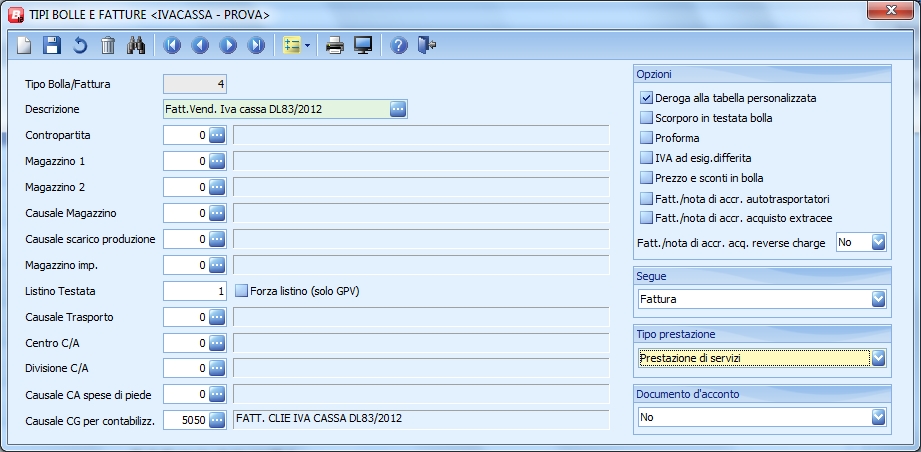 TIPI BOLLE E FATTURE <IVACASSA - PROVA>
Tipo Bolla/Fattura 4
Descrizione Fatt.Vend. Iva cassa DL83/2012
Contropartita 0
Magazzino 1 0
Magazzino 2 0
Causale Magazzino 0
Causale scarico produzione 0
Magazzino imp. 0
Listino Testata 1 Forza listino (solo GPV)
Causale Trasporto 0
Centro C/A 0
Divisione C/A 0
Causale CA spese di piede 0
Causale CG per contabilizz. 5050 FATT. CLIE IVA CASSA DL83/2012
Opzioni
Deroga alla tabella personalizzata
Scorporo in testata bolla
Proforma
IVA ad esig.differita
Prezzo e sconti in bolla
Fatt./nota di accr. autotrasportatori
Fatt./nota di accr. acquisto extracee
Fatt./nota di accr. acq. reverse charge No
Segue
Fattura
Tipo prestazione
Prestazione di servizi
Documento d'acconto
No